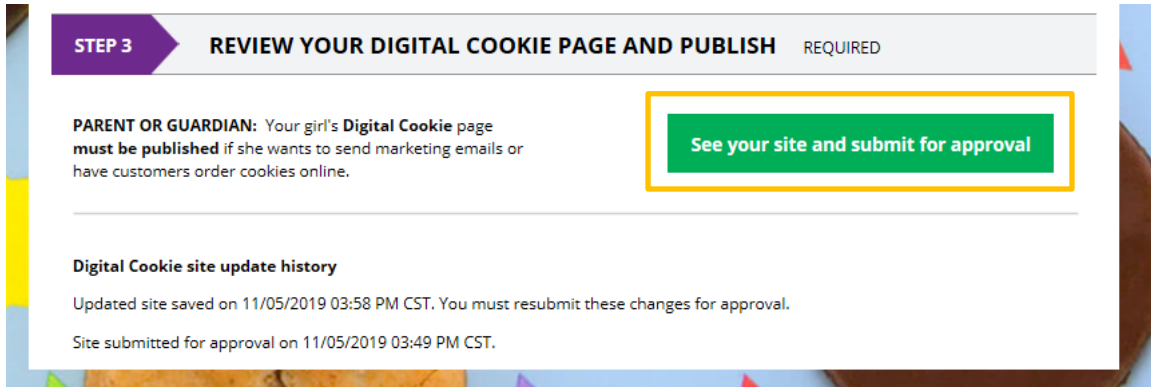 STEP 3 REVIEW YOUR DIGITAL COOKIE PAGE AND PUBLISH REQUIRED
PARENT OR GUARDIAN: Your girl's Digital Cookie page
must be published if she wants to send marketing emails or
have customers order cookies online.
See your site and submit for approval
Digital Cookie site update history
Updated site saved on 11/05/2019 03:58 PM CST. You must resubmit these changes for approval.
Site submitted for approval on 11/05/2019 03:49 PM CST.